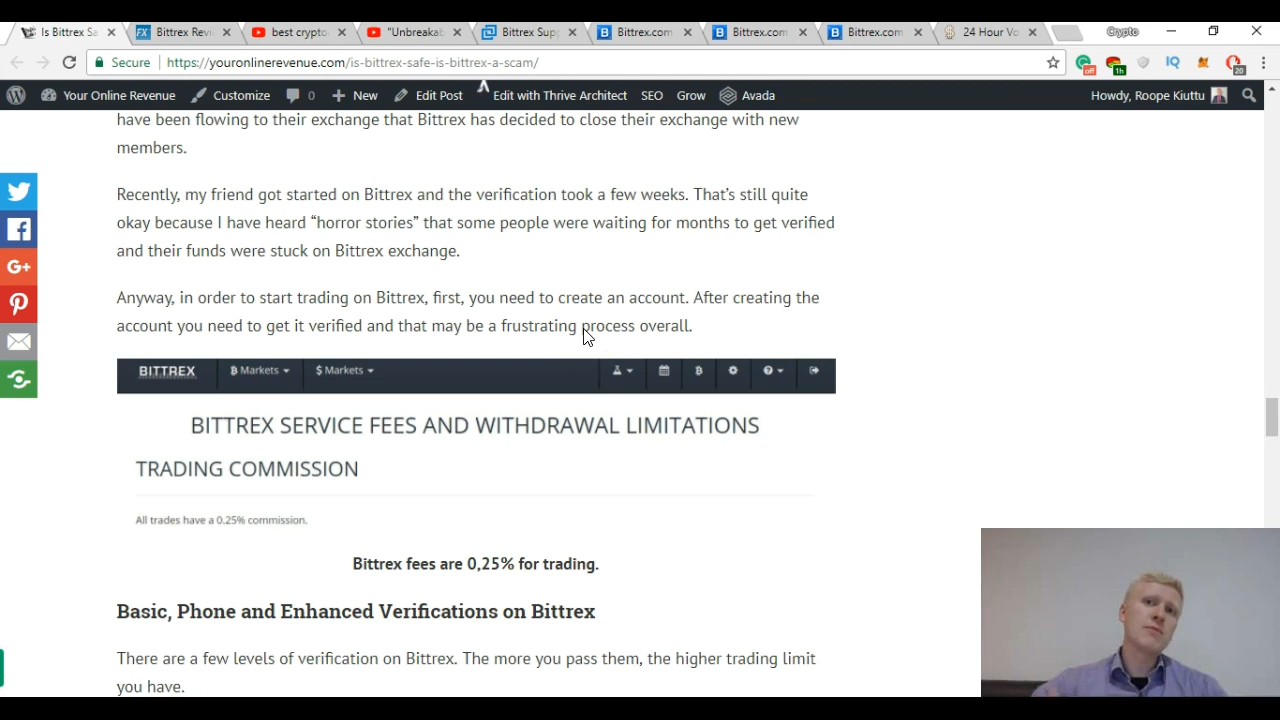 Is Bittrex Sa
Bittrex Revi
best crypto
"Unbreakab
Bittrex Sup
Bittrex.com
Bittrex.com
Bittrex.com
24 Hour Vo
Crypto
Secure
https://youronlinerevenue.com/is-bittrex-safe-is-bittrex-a-scam/
off
1h
IQ
20
Your Online Revenue
Customize
0
New
Edit Post
Edit with Thrive Architect
SEO
Grow
Avada
Howdy, Roope Kiuttu
have been flowing to their exchange that Bittrex has decided to close their exchange with new
members.
Recently, my friend got started on Bittrex and the verification took a few weeks. That’s still quite
okay because I have heard “horror stories” that some people were waiting for months to get verified
and their funds were stuck on Bittrex exchange.
Anyway, in order to start trading on Bittrex, first, you need to create an account. After creating the
account you need to get it verified and that may be a frustrating process overall.
BITTREX
Markets
$ Markets
BITTREX SERVICE FEES AND WITHDRAWAL LIMITATIONS
TRADING COMMISSION
All trades have a 0.25% commission.
Bittrex fees are 0,25% for trading.
Basic, Phone and Enhanced Verifications on Bittrex
There are a few levels of verification on Bittrex. The more you pass them, the higher trading limit
you have.